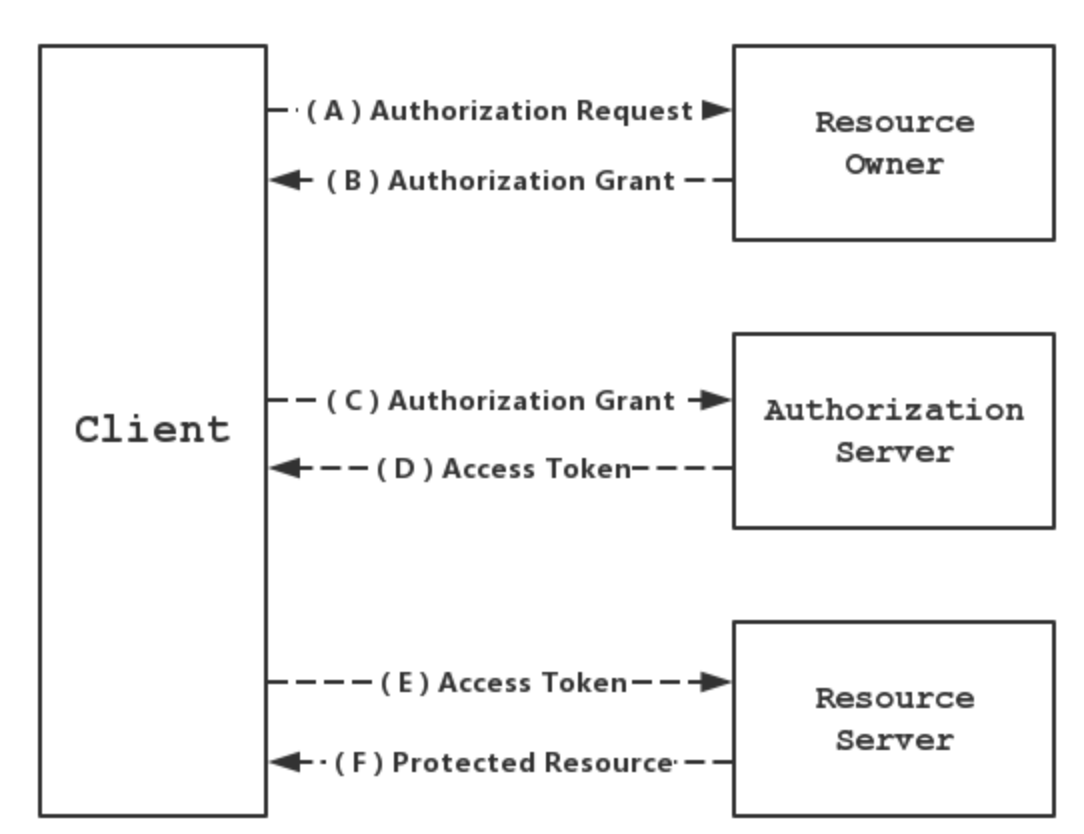 ( A ) Authorization Request
Resource
Owner
( B ) Authorization Grant
Client
( C ) Authorization Grant
Authorization
Server
( D ) Access Token
( E ) Access Token
Resource
Server
( F ) Protected Resource